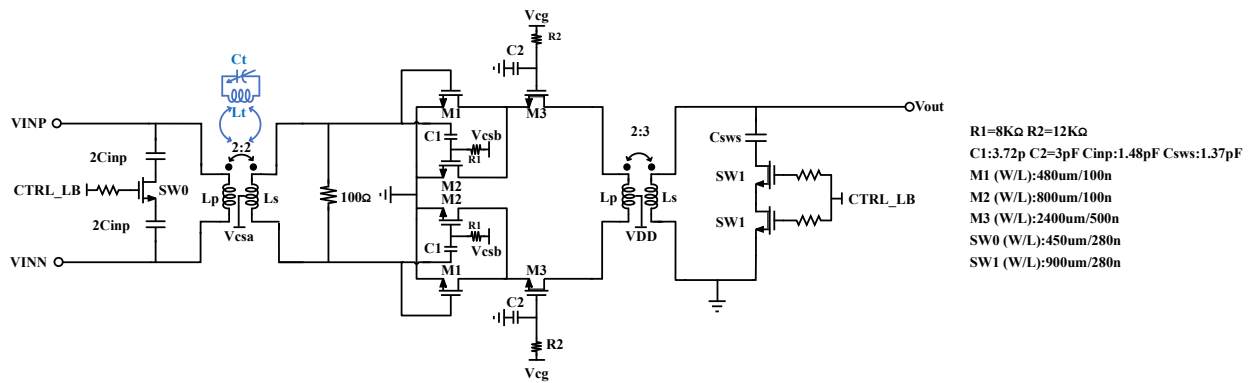 Vcg
R2
C2
Ct
Lt
M1
M3
VINP
Vout
2:2
C1
Vcsb
R1
2:3
Csws
2Cinp
M2
SW1
CTRL_LB
SW0
Lp
Ls
100Ω
M2
Lp
Ls
CTRL_LB
2Cinp
Vcsa
R1
C1
Vcsb
VDD
SW1
VINN
M1
M3
C2
R2
Vcg
R1=8KΩ R2=12KΩ
C1:3.72p C2=3pF Cinp:1.48pF Csws:1.37pF
M1 (W/L):480um/100n
M2 (W/L):800um/100n
M3 (W/L):2400um/500n
SW0 (W/L):450um/280n
SW1 (W/L):900um/280n